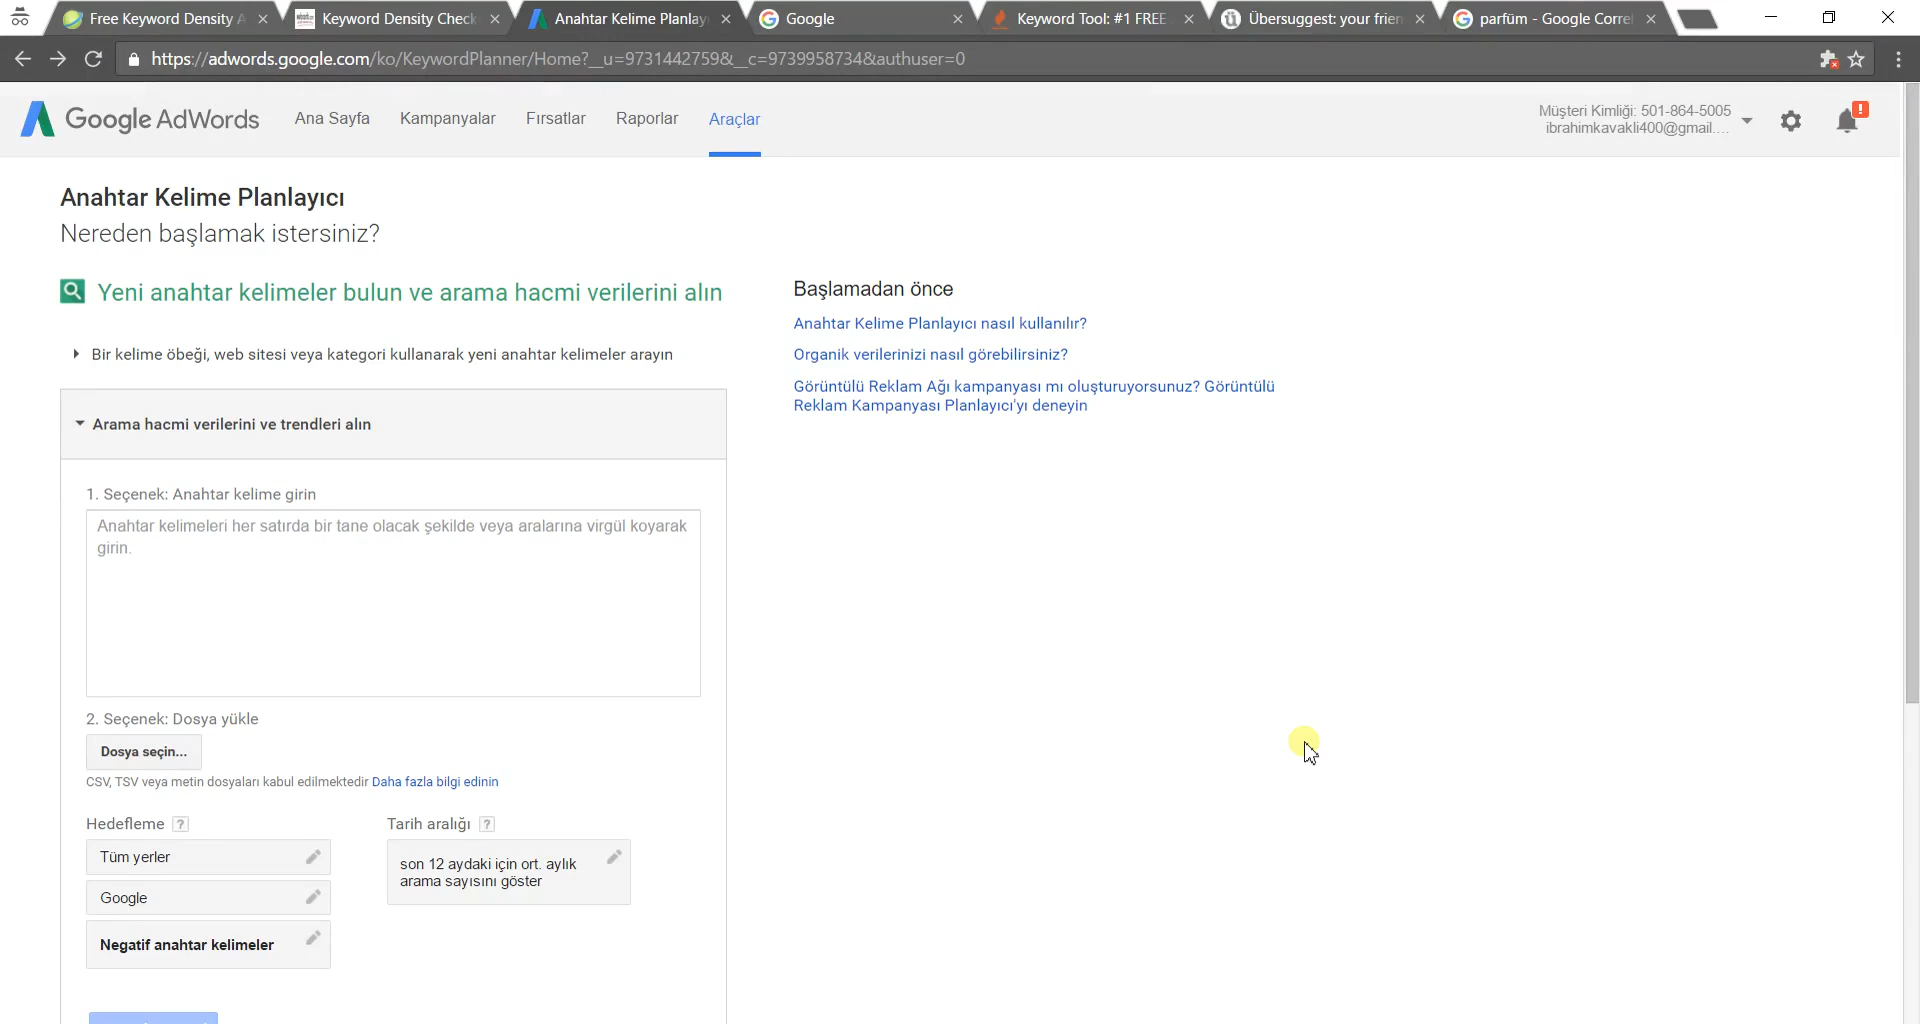 Free Keyword Density A
Keyword Density Check
Anahtar Kelime Planlay
Google
Keyword Tool: #1 FREE
Übersuggest: your frien
parfüm - Google Correl
https://adwords.google.com/ko/KeywordPlanner/Home?__u=9731442759&__c=9739958734&authuser=0
Google AdWords
Ana Sayfa
Kampanyalar
Fırsatlar
Raporlar
Araçlar
Müşteri Kimliği: 501-864-5005
ibrahimkavakli400@gmail....
Anahtar Kelime Planlayıcı
Nereden başlamak istersiniz?
Yeni anahtar kelimeler bulun ve arama hacmi verilerini alın
Bir kelime öbeği, web sitesi veya kategori kullanarak yeni anahtar kelimeler arayın
Arama hacmi verilerini ve trendleri alın
1. Seçenek: Anahtar kelime girin
Anahtar kelimeleri her satırda bir tane olacak şekilde veya aralarına virgül koyarak
girin.
2. Seçenek: Dosya yükle
Dosya seçin...
CSV, TSV veya metin dosyaları kabul edilmektedir Daha fazla bilgi edinin
Hedefleme ?
Tüm yerler
Google
Negatif anahtar kelimeler
Tarih aralığı ?
son 12 aydaki için ort. aylık
arama sayısını göster
Başlamadan önce
Anahtar Kelime Planlayıcı nasıl kullanılır?
Organik verilerinizi nasıl görebilirsiniz?
Görüntülü Reklam Ağı kampanyası mı oluşturuyorsunuz? Görüntülü
Reklam Kampanyası Planlayıcı'yı deneyin